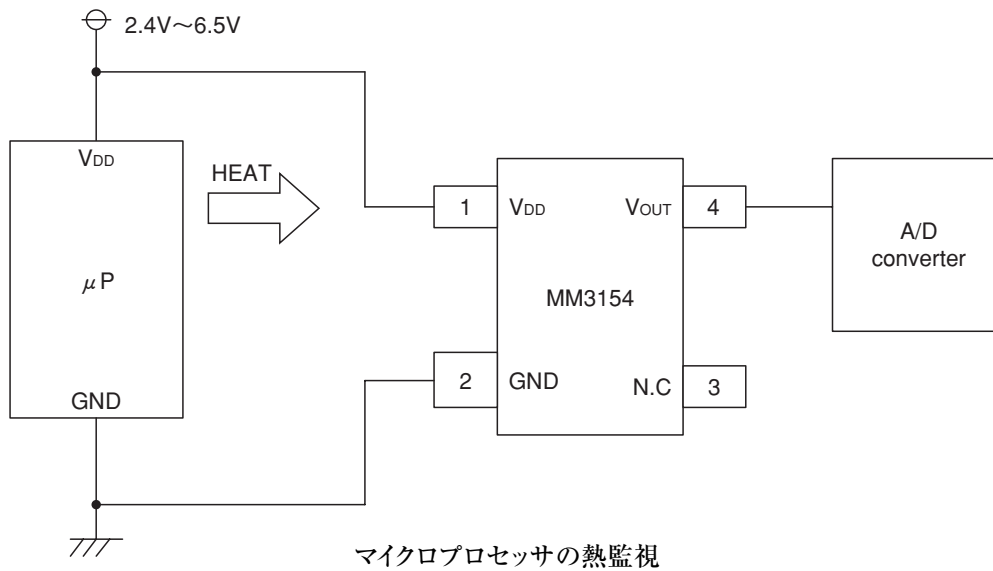 2.4V～6.5V
VDD
HEAT
μP
GND
1
VDD
VOUT
4
MM3154
2
GND
N.C
3
A/D
converter
マイクロプロセッサの熱監視